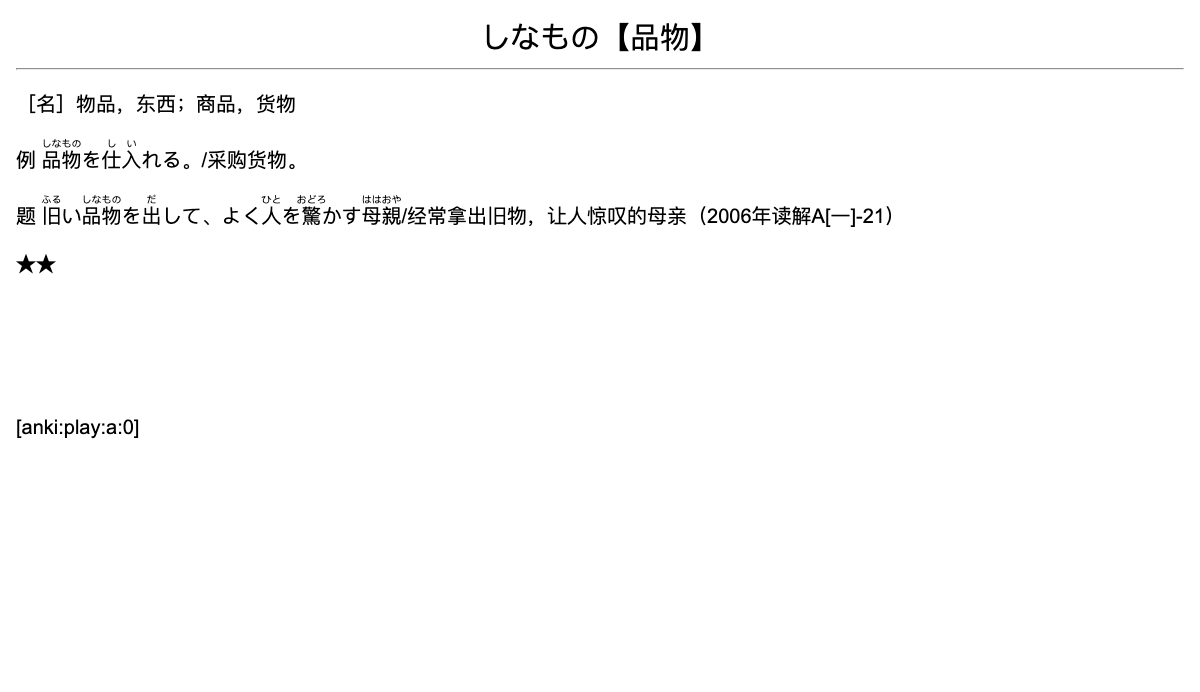 しなもの【品物】
［名］物品，东西；商品，货物
しなもの し い
例 品物を仕入れる。/采购货物。
ふる しなもの だ ひと おどろ ははおや
题 旧い品物を出して、よく人を驚かす母親/经常拿出旧物，让人惊叹的母亲（2006年读解A[一]-21）
★★
[anki:play:a:0]